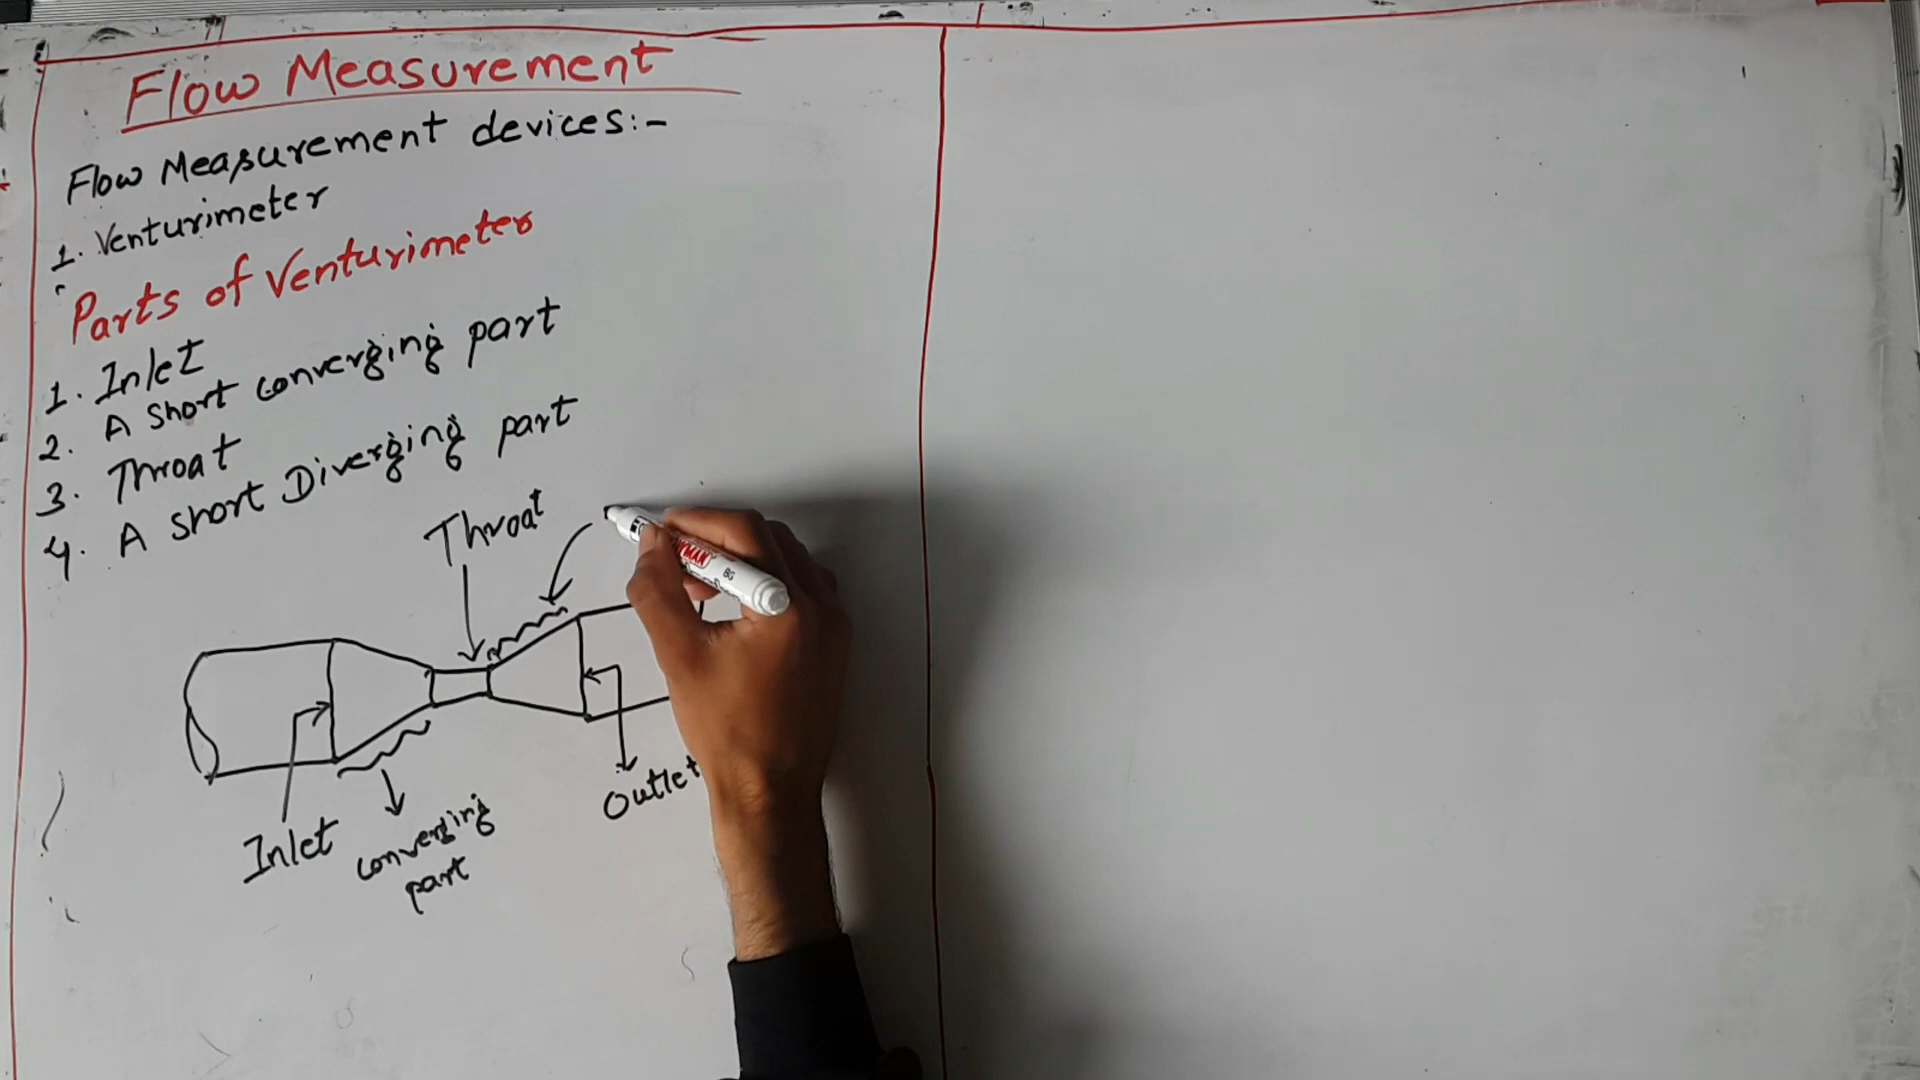 Flow Measurement
Flow Measurement devices:-
1. Venturimeter
Parts of Venturimeter
1. Inlet
2. A Short converging part
3. Throat
4. A short Diverging part
Throat
BG
Outlet
Inlet
converging
part